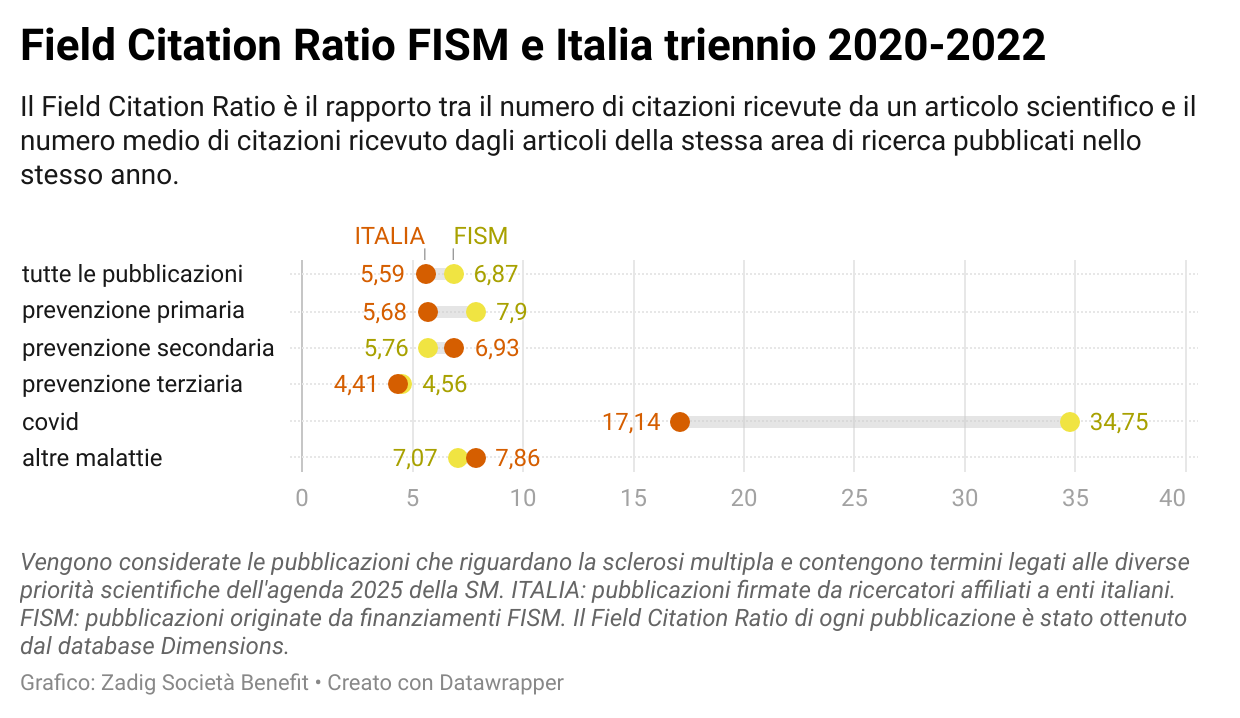 Field Citation Ratio FISM e Italia triennio 2020-2022
Il Field Citation Ratio è il rapporto tra il numero di citazioni ricevute da un articolo scientifico e il
numero medio di citazioni ricevuto dagli articoli della stessa area di ricerca pubblicati nello
stesso anno.
ITALIA FISM
tutte le pubblicazioni 5,59 6,87
prevenzione primaria 5,68 7,9
prevenzione secondaria 5,76 6,93
prevenzione terziaria 4,41 4,56
covid 17,14 34,75
altre malattie 7,07 7,86
0 5 10 15 20 25 30 35 40
Vengono considerate le pubblicazioni che riguardano la sclerosi multipla e contengono termini legati alle diverse
priorità scientifiche dell'agenda 2025 della SM. ITALIA: pubblicazioni firmate da ricercatori affiliati a enti italiani.
FISM: pubblicazioni originate da finanziamenti FISM. Il Field Citation Ratio di ogni pubblicazione è stato ottenuto
dal database Dimensions.
Grafico: Zadig Società Benefit • Creato con Datawrapper